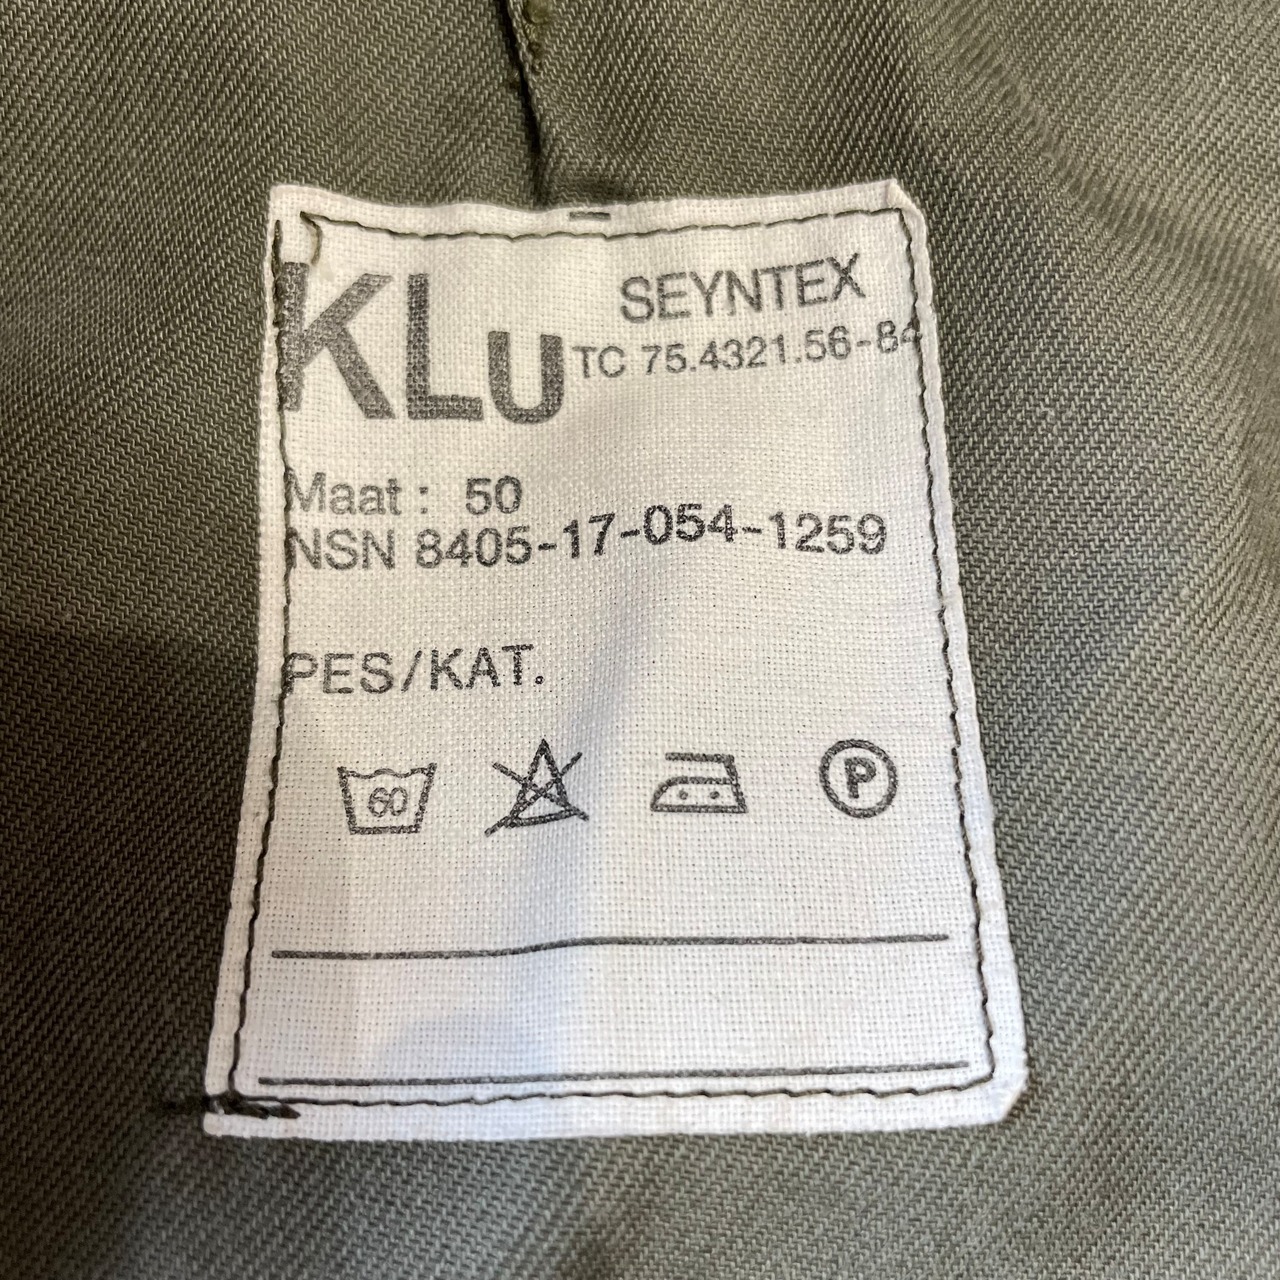 KLu
SEYNTEX
TC 75.4321.56-84
Maat : 50
NSN 8405-17-054-1259
PES/KAT.
60
P